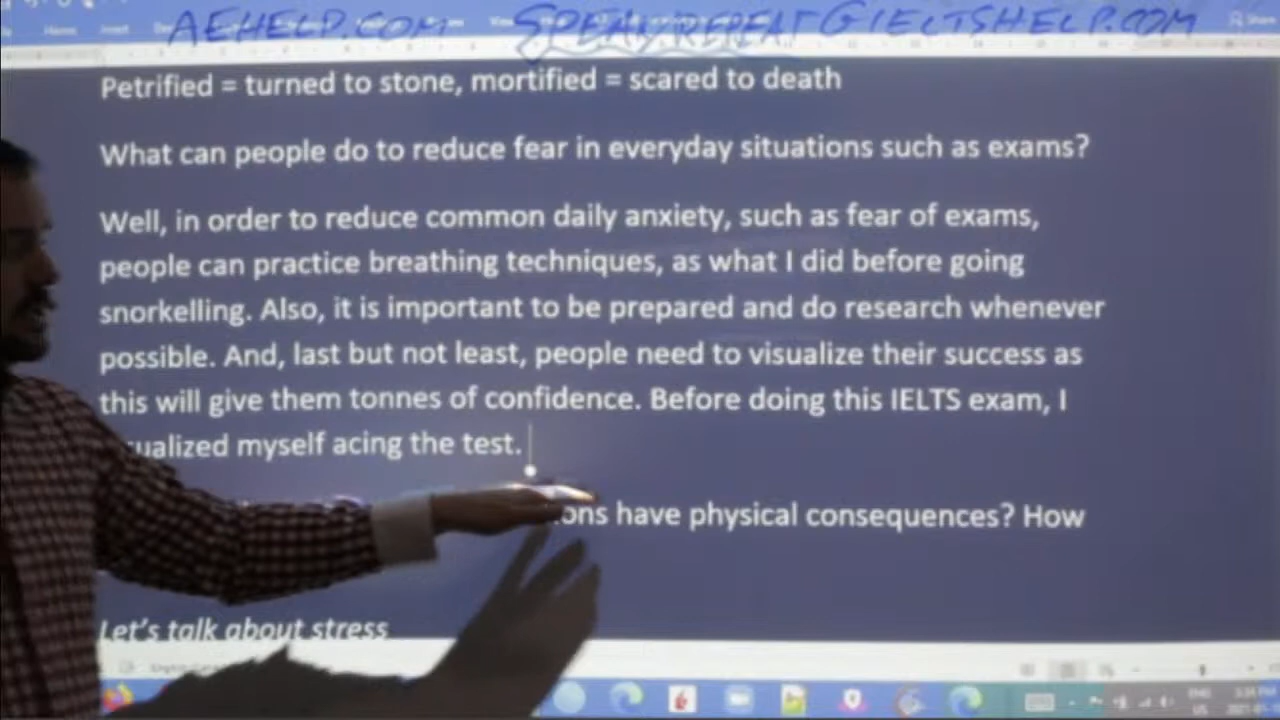 AEHELP.COM SPEAKREPEAT@IELTSHELP.COM
Home Insert
Petrified = turned to stone, mortified = scared to death
What can people do to reduce fear in everyday situations such as exams?
Well, in order to reduce common daily anxiety, such as fear of exams,
people can practice breathing techniques, as what I did before going
snorkelling. Also, it is important to be prepared and do research whenever
possible. And, last but not least, people need to visualize their success as
this will give them tonnes of confidence. Before doing this IELTS exam, I
myself acing the test.
have physical consequences? How
Let's talk about stress